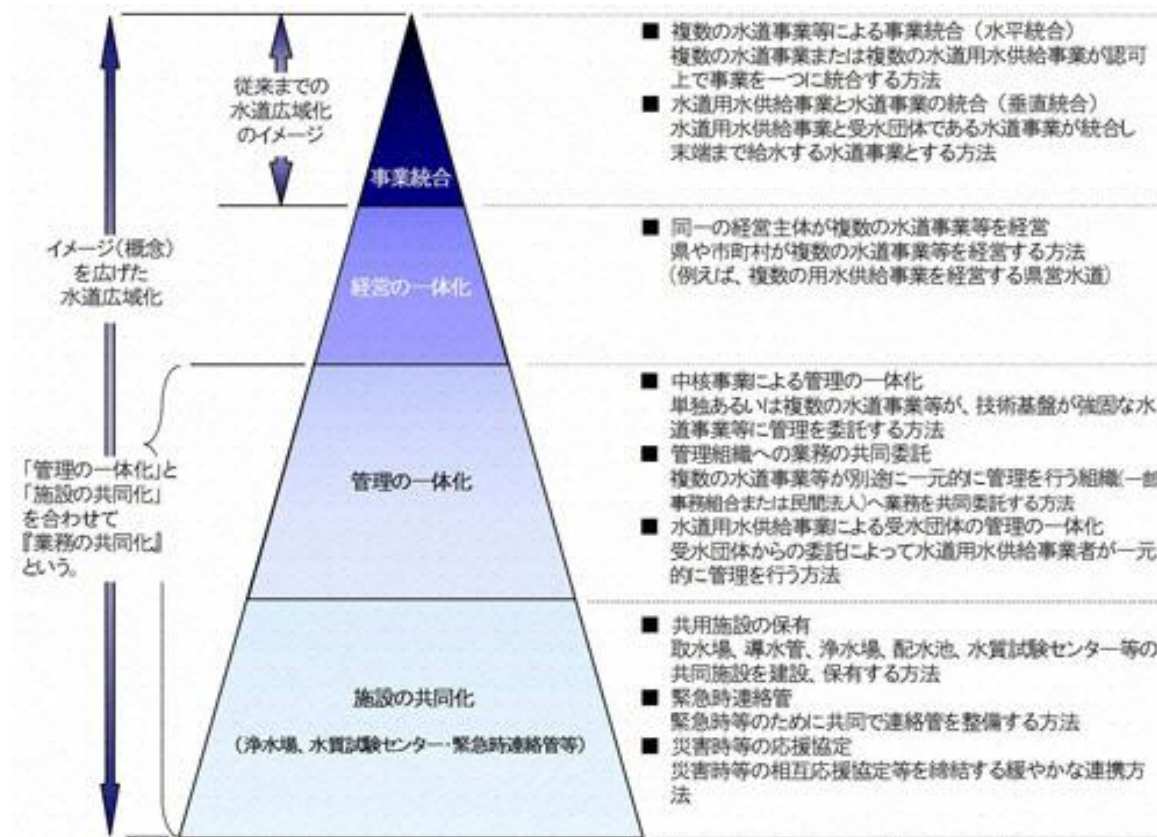 従来までの
水道広域化
のイメージ
イメージ(概念)
を広げた
水道広域化
「管理の一体化」と
「施設の共同化」
を合わせて
『業務の共同化』
という。
事業統合
経営の一体化
管理の一体化
施設の共同化
(浄水場、水質試験センター・緊急時連絡管等)
■ 複数の水道事業等による事業統合(水平統合)
複数の水道事業または複数の水道用水供給事業が認可
上で事業を一つに統合する方法
■ 水道用水供給事業と水道事業の統合(垂直統合)
水道用水供給事業と受水団体である水道事業が統合し
末端まで給水する水道事業とする方法
■ 同一の経営主体が複数の水道事業等を経営
県や市町村が複数の水道事業等を経営する方法
(例えば、複数の用水供給事業を経営する県営水道)
■ 中核事業による管理の一体化
単独あるいは複数の水道事業等が、技術基盤が強固な水
道事業等に管理を委託する方法
■ 管理組織への業務の共同委託
複数の水道事業等が別途に一元的に管理を行う組織(一部
事務組合または民間法人)へ業務を共同委託する方法
■ 水道用水供給事業による受水団体の管理の一体化
受水団体からの委託によって水道用水供給事業者が一元
的に管理を行う方法
■ 共用施設の保有
取水場、導水管、浄水場、配水池、水質試験センター等の
共同施設を建設、保有する方法
■ 緊急時連絡管
緊急時等のために共同で連絡管を整備する方法
■ 災害時等の応援協定
災害時等の相互応援協定等を締結する緩やかな連携方
法